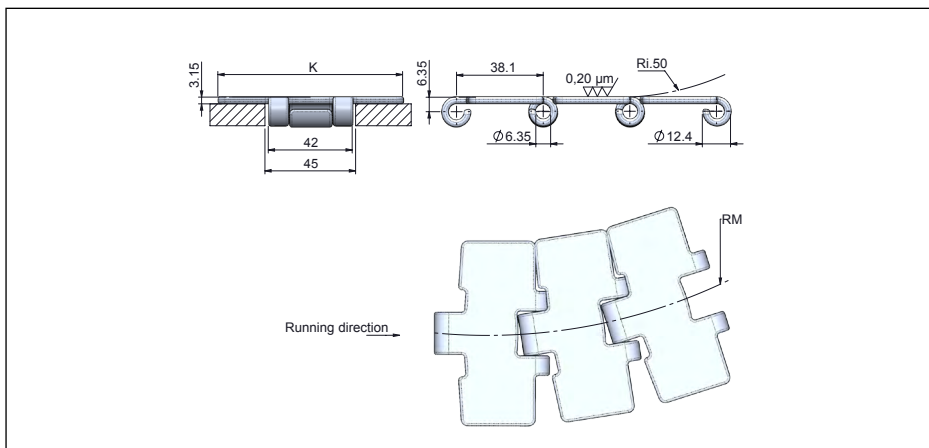 K
3.15
42
45
6.35
38.1
0,20 µm
Ri.50
Ø6.35
Ø12.4
RM
Running direction